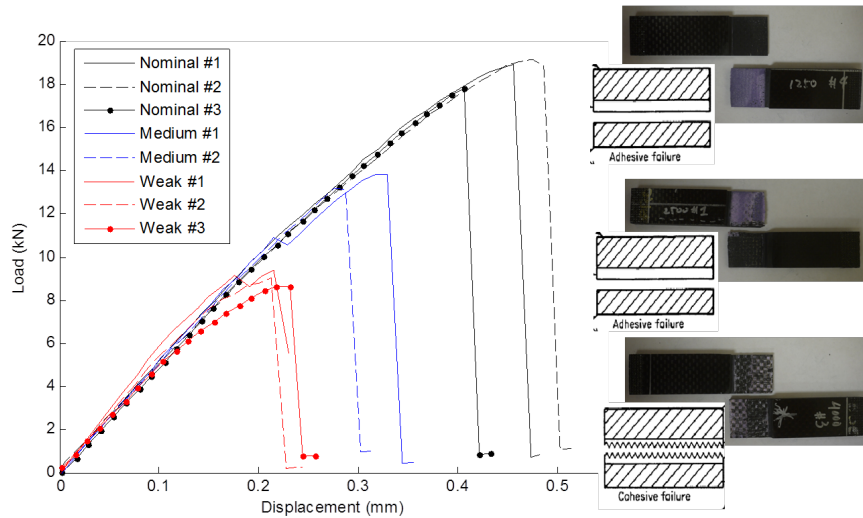 20
18
16
14
12
10
8
6
4
2
0
Load (kN)
0
0.1
0.2
0.3
0.4
0.5
Displacement (mm)
Nominal #1
Nominal #2
Nominal #3
Medium #1
Medium #2
Weak #1
Weak #2
Weak #3
Adhesive failure
Adhesive failure
Cohesive failure
#3